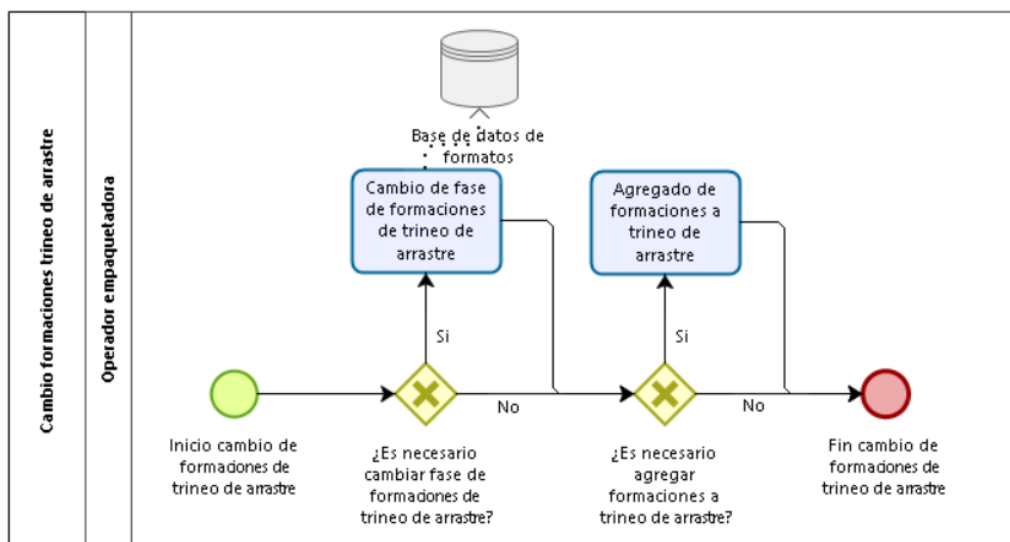 Cambio formaciones trineo de arrastre
Operador empaquetadora
Base de datos de
formatos
Cambio de fase
de formaciones
de trineo de
arrastre
Agregado de
formaciones a
trineo de
arrastre
Si
Si
No
No
Inicio cambio de
formaciones de
trineo de arrastre
¿Es necesario
cambiar fase de
formaciones de
trineo de arrastre?
¿Es necesario
agregar
formaciones a
trineo de arrastre?
Fin cambio de
formaciones de
trineo de arrastre